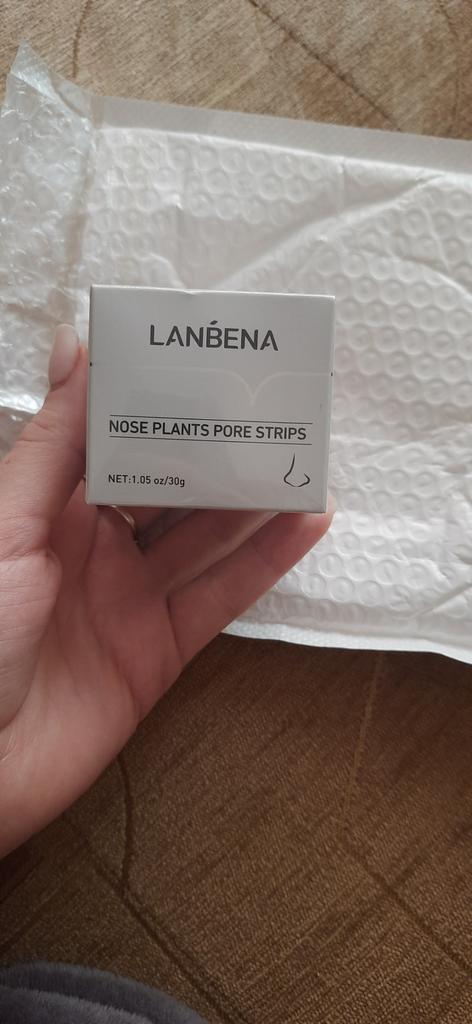 LANBENA
NOSE PLANTS PORE STRIPS
NET:1.05 oz/30g